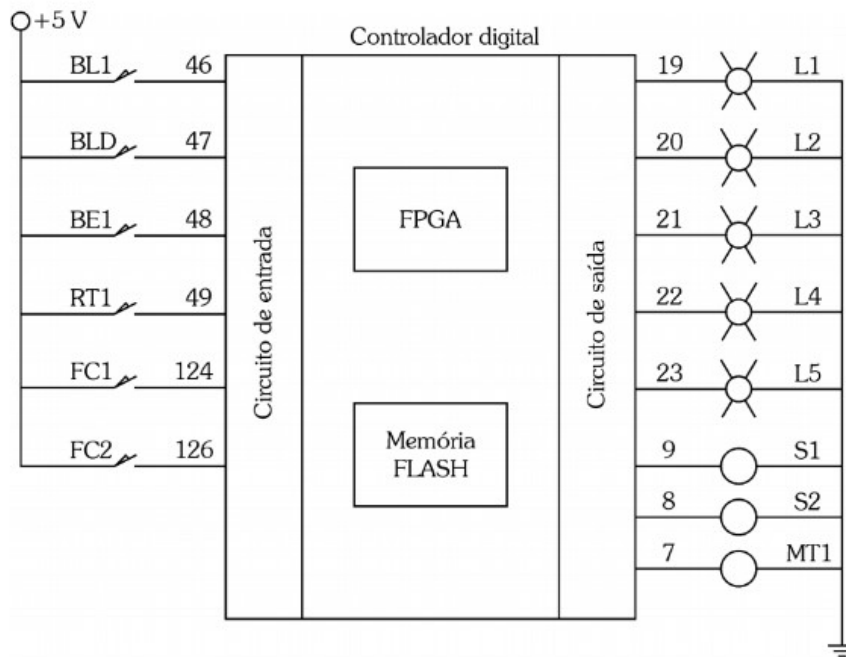 +5 V
Controlador digital
BL1 46
BLD 47
BE1 48
RT1 49
FC1 124
FC2 126
Circuito de entrada
FPGA
Memória
FLASH
Circuito de saída
19 L1
20 L2
21 L3
22 L4
23 L5
9 S1
8 S2
7 MT1